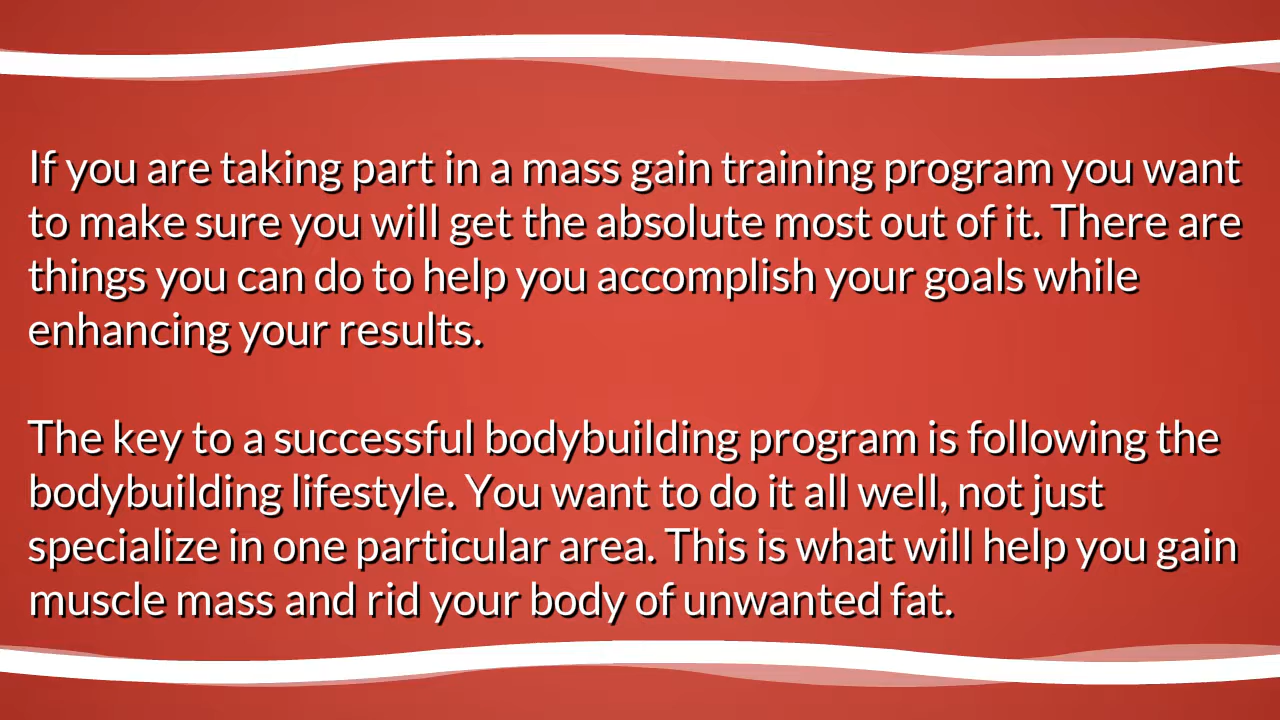 If you are taking part in a mass gain training program you want
to make sure you will get the absolute most out of it. There are
things you can do to help you accomplish your goals while
enhancing your results.
The key to a successful bodybuilding program is following the
bodybuilding lifestyle. You want to do it all well, not just
specialize in one particular area. This is what will help you gain
muscle mass and rid your body of unwanted fat.